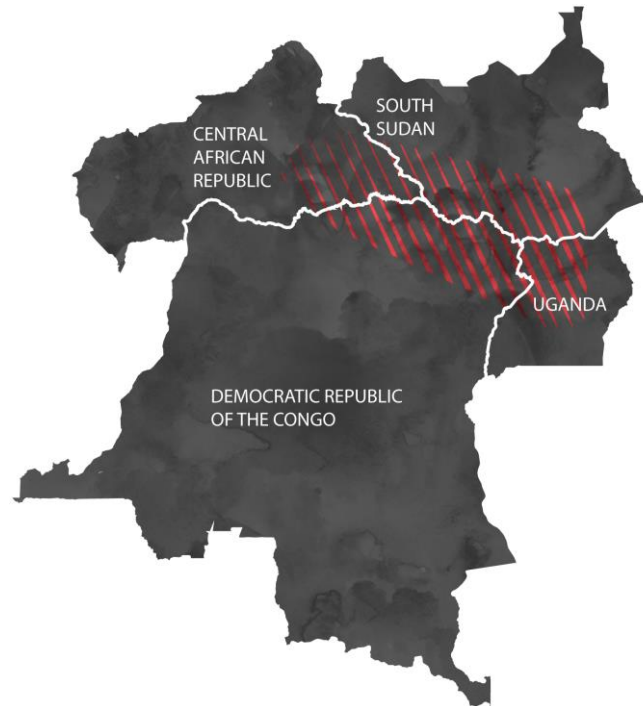 SOUTH
SUDAN
CENTRAL
AFRICAN
REPUBLIC
UGANDA
DEMOCRATIC REPUBLIC
OF THE CONGO